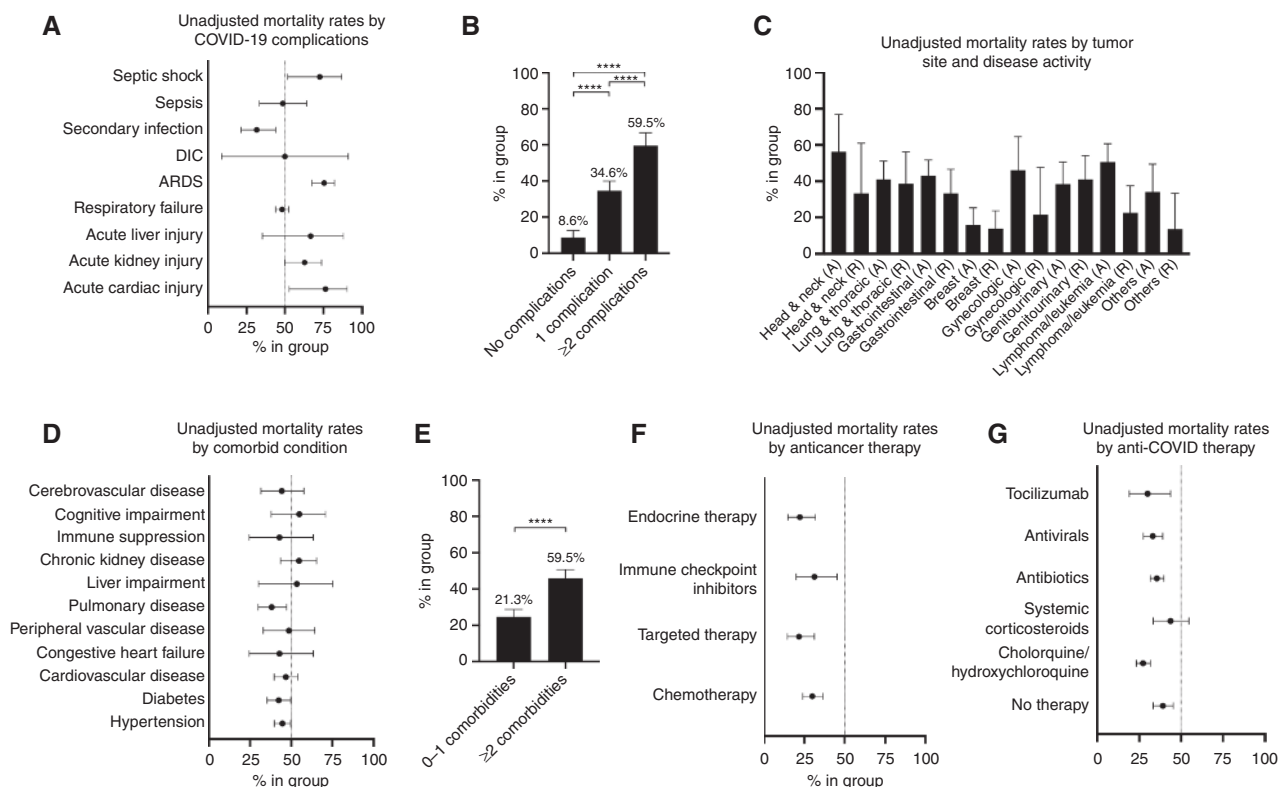 A
Unadjusted mortality rates by
COVID-19 complications
Septic shock
Sepsis
Secondary infection
DIC
ARDS
Respiratory failure
Acute liver injury
Acute kidney injury
Acute cardiac injury
0 25 50 75 100
% in group
B
% in group
100
80
60
40
20
0
****
**** ****
8.6%
34.6%
59.5%
No complications
1 complication
≥2 complications
C
Unadjusted mortality rates by tumor
site and disease activity
% in group
100
80
60
40
20
0
Head & neck (A)
Head & neck (R)
Lung & thoracic (A)
Lung & thoracic (R)
Gastrointestinal (A)
Gastrointestinal (R)
Breast (A)
Breast (R)
Gynecologic (A)
Gynecologic (R)
Genitourinary (A)
Genitourinary (R)
Lymphoma/leukemia (A)
Lymphoma/leukemia (R)
Others (A)
Others (R)
D
Unadjusted mortality rates
by comorbid condition
Cerebrovascular disease
Cognitive impairment
Immune suppression
Chronic kidney disease
Liver impairment
Pulmonary disease
Peripheral vascular disease
Congestive heart failure
Cardiovascular disease
Diabetes
Hypertension
0 25 50 75 100
% in group
E
% in group
100
80
60
40
20
0
****
21.3%
59.5%
0–1 comorbidities
≥2 comorbidities
F
Unadjusted mortality rates
by anticancer therapy
Endocrine therapy
Immune checkpoint
inhibitors
Targeted therapy
Chemotherapy
0 25 50 75 100
% in group
G
Unadjusted mortality rates
by anti-COVID therapy
Tocilizumab
Antivirals
Antibiotics
Systemic
corticosteroids
Cholorquine/
hydroxychloroquine
No therapy
0 25 50 75 100
% in group